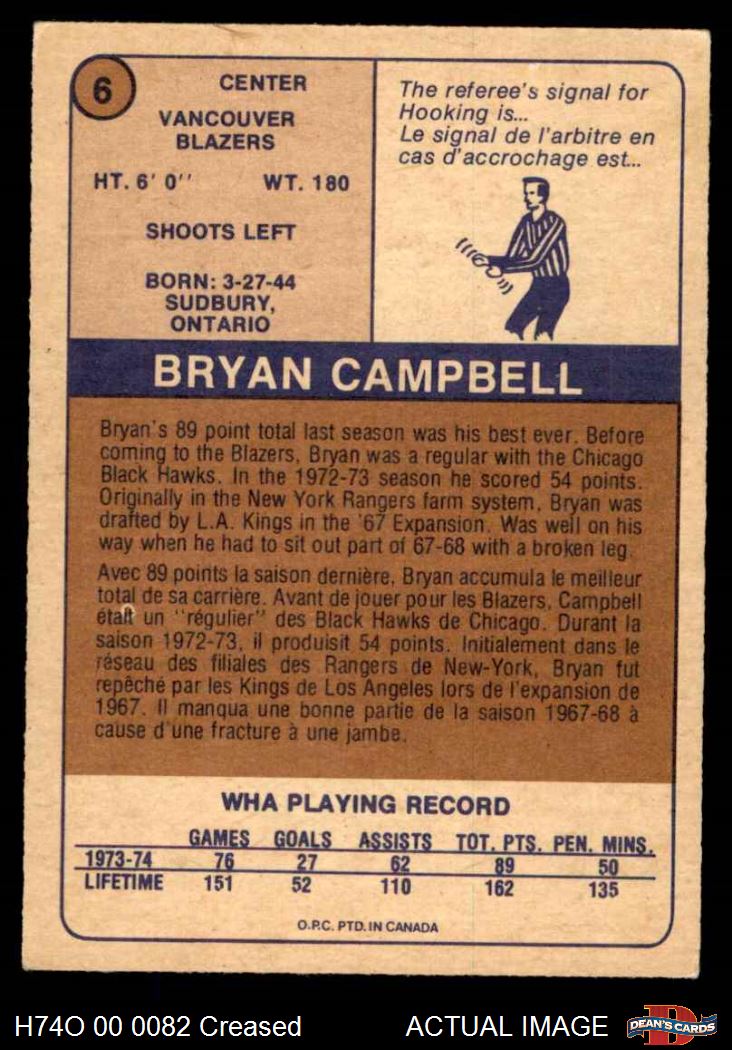 6
CENTER
VANCOUVER
BLAZERS
HT. 6' 0'' WT. 180
SHOOTS LEFT
BORN: 3-27-44
SUDBURY,
ONTARIO
The referee's signal for
Hooking is...
Le signal de l'arbitre en
cas d'accrochage est...
BRYAN CAMPBELL
Bryan's 89 point total last season was his best ever. Before
coming to the Blazers, Bryan was a regular with the Chicago
Black Hawks. In the 1972-73 season he scored 54 points.
Originally in the New York Rangers farm system, Bryan was
drafted by L.A. Kings in the '67 Expansion. Was well on his
way when he had to sit out part of 67-68 with a broken leg.
Avec 89 points la saison dernière, Bryan accumula le meilleur
total de sa carrière. Avant de jouer pour les Blazers, Campbell
était un "régulier" des Black Hawks de Chicago. Durant la
saison 1972-73, il produisit 54 points. Initialement dans le
réseau des filiales des Rangers de New-York, Bryan fut
repêché par les Kings de Los Angeles lors de l'expansion de
1967. Il manqua une bonne partie de la saison 1967-68 à
cause d'une fracture à une jambe.
WHA PLAYING RECORD
GAMES GOALS ASSISTS TOT. PTS. PEN. MINS.
1973-74 76 27 62 89 50
LIFETIME 151 52 110 162 135
O.P.C. PTD. IN CANADA
H74O 00 0082 Creased ACTUAL IMAGE DEAN'S CARDS